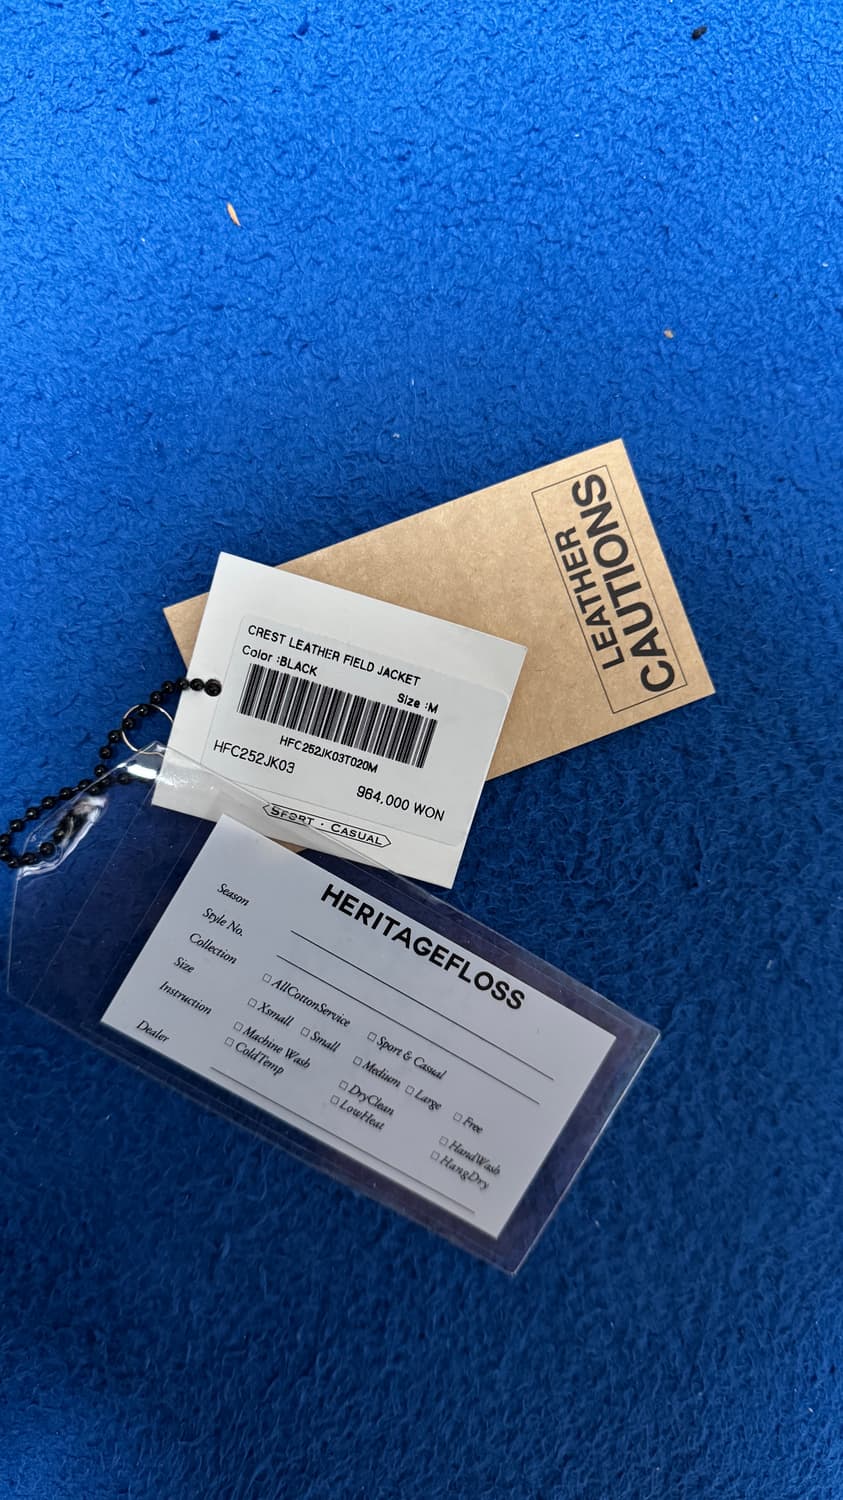 LEATHER
CAUTIONS
CREST LEATHER FIELD JACKET
Color :BLACK
Size :M
HFC252JK03T020M
HFC252JK03
964,000 WON
SPORT · CASUAL
HERITAGEFLOSS
Season
Style No.
Collection □ AllCottonService □ Sport & Casual
Size □ Xsmall □ Small □ Medium □ Large □ Free
Instruction □ Machine Wash □ DryClean □ HandWash
□ ColdTemp □ LowHeat □ HangDry
Dealer